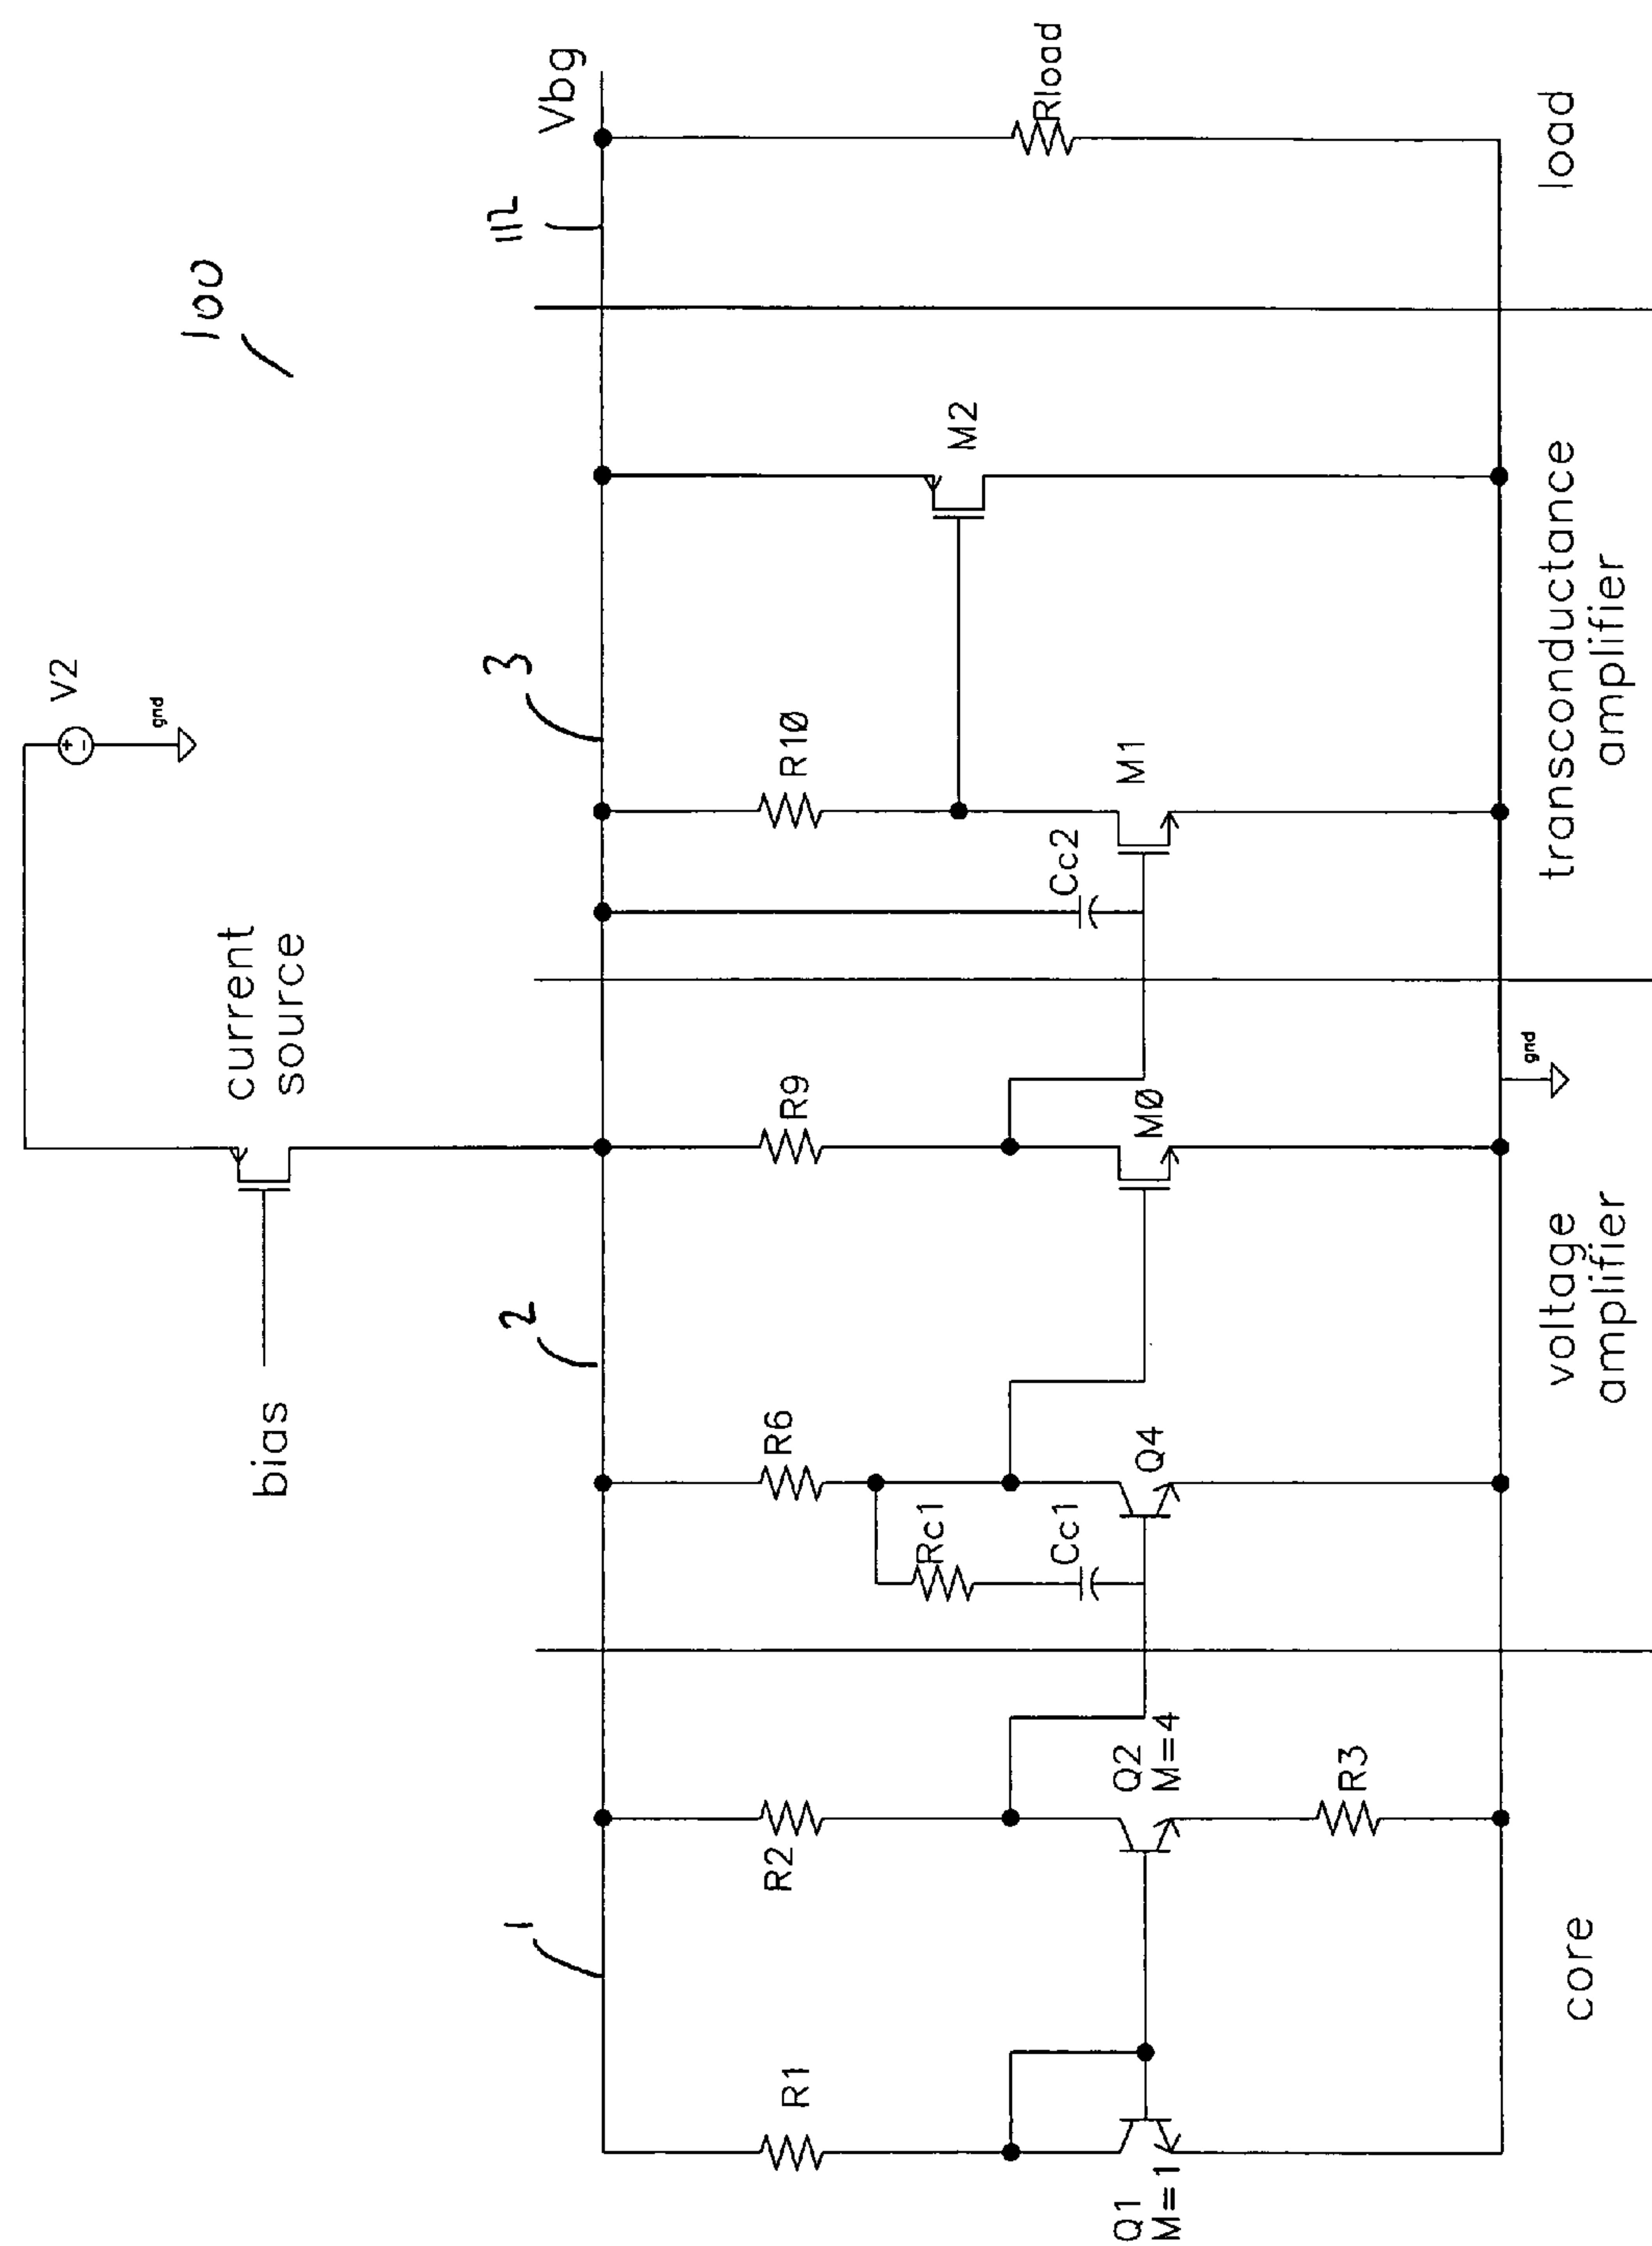 100
V2
gnd
current
source
bias
1
2
3
112
Vbg
R1
R2
R6
R9
R10
Rc1
Cc1
Cc2
M2
Rload
Q1
M=1
Q2
M=4
Q4
MØ
M1
R3
gnd
core
voltage
amplifier
transconductance
amplifier
load